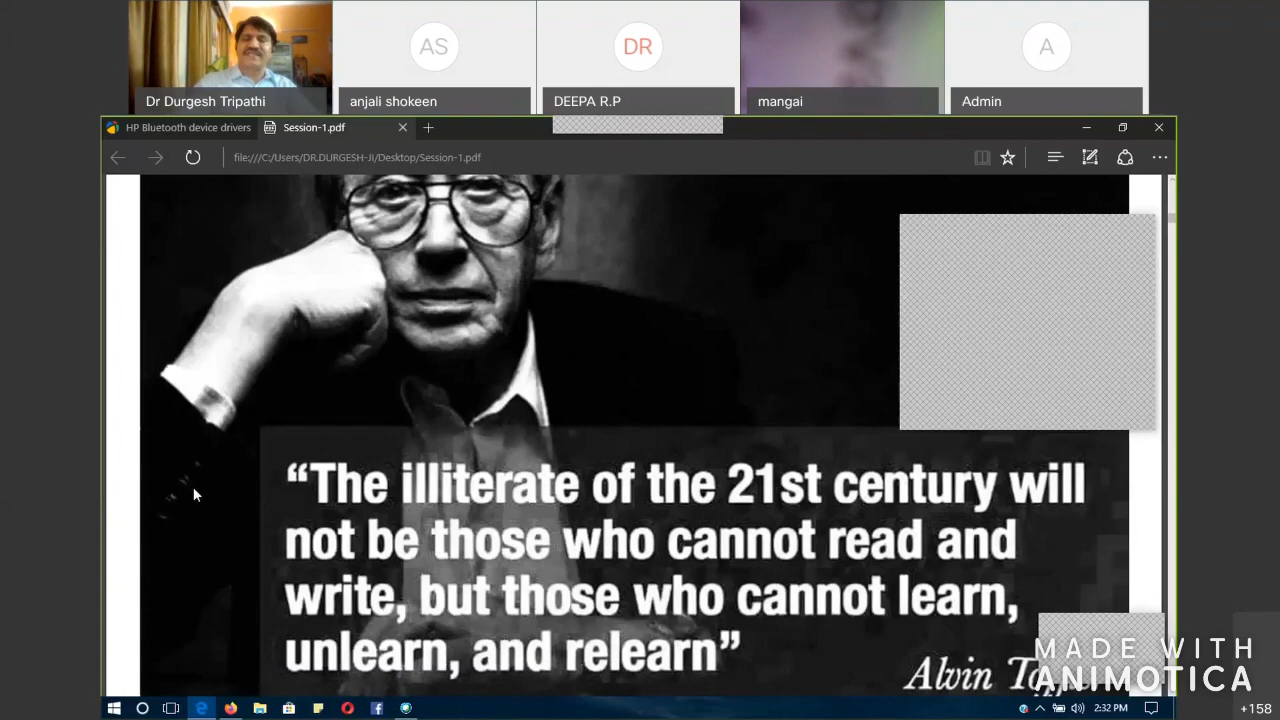 AS
DR
A
Dr Durgesh Tripathi
anjali shokeen
DEEPA R.P
mangai
Admin
HP Bluetooth device drivers
Session-1.pdf
file:///C:/Users/DR.DURGESH-JI/Desktop/Session-1.pdf
“The illiterate of the 21st century will
not be those who cannot read and
write, but those who cannot learn,
unlearn, and relearn”
Alvin
MADE WITH
ANIMOTICA
2:32 PM
+158